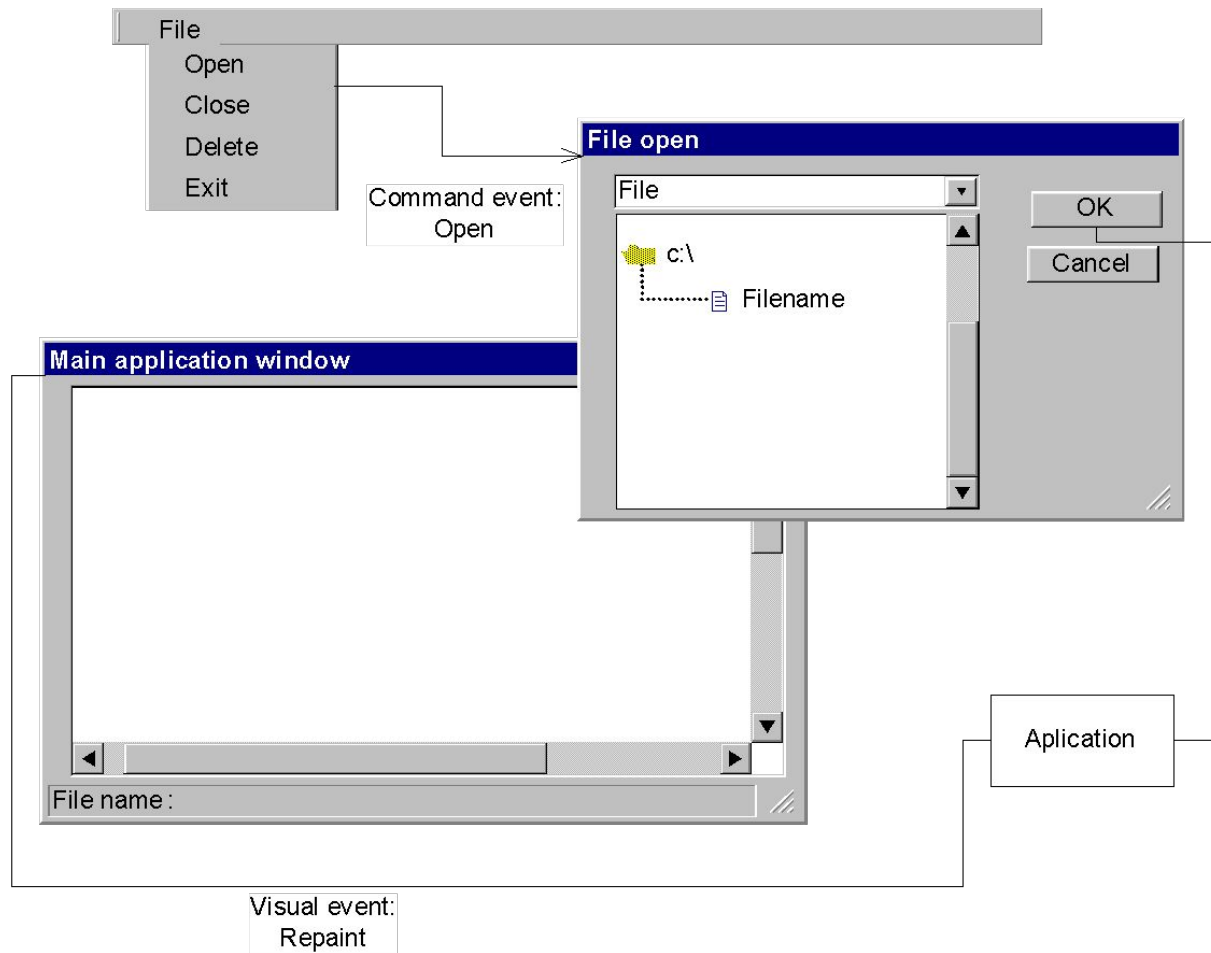 File
Open
Close
Delete
Exit
Command event:
Open
File open
File
OK
Cancel
c:\
Filename
Main application window
Aplication
File name :
Visual event:
Repaint